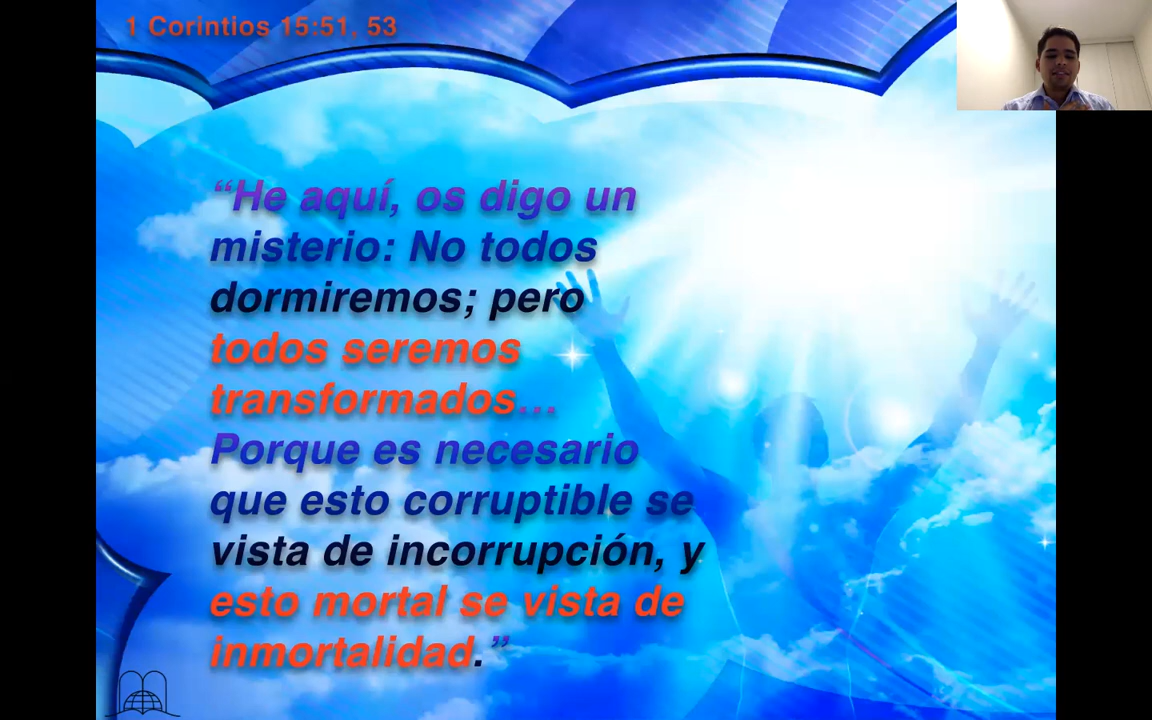 1 Corintios 15:51, 53
“He aquí, os digo un
misterio: No todos
dormiremos; pero
todos seremos
transformados…
Porque es necesario
que esto corruptible se
vista de incorrupción, y
esto mortal se vista de
inmortalidad.”